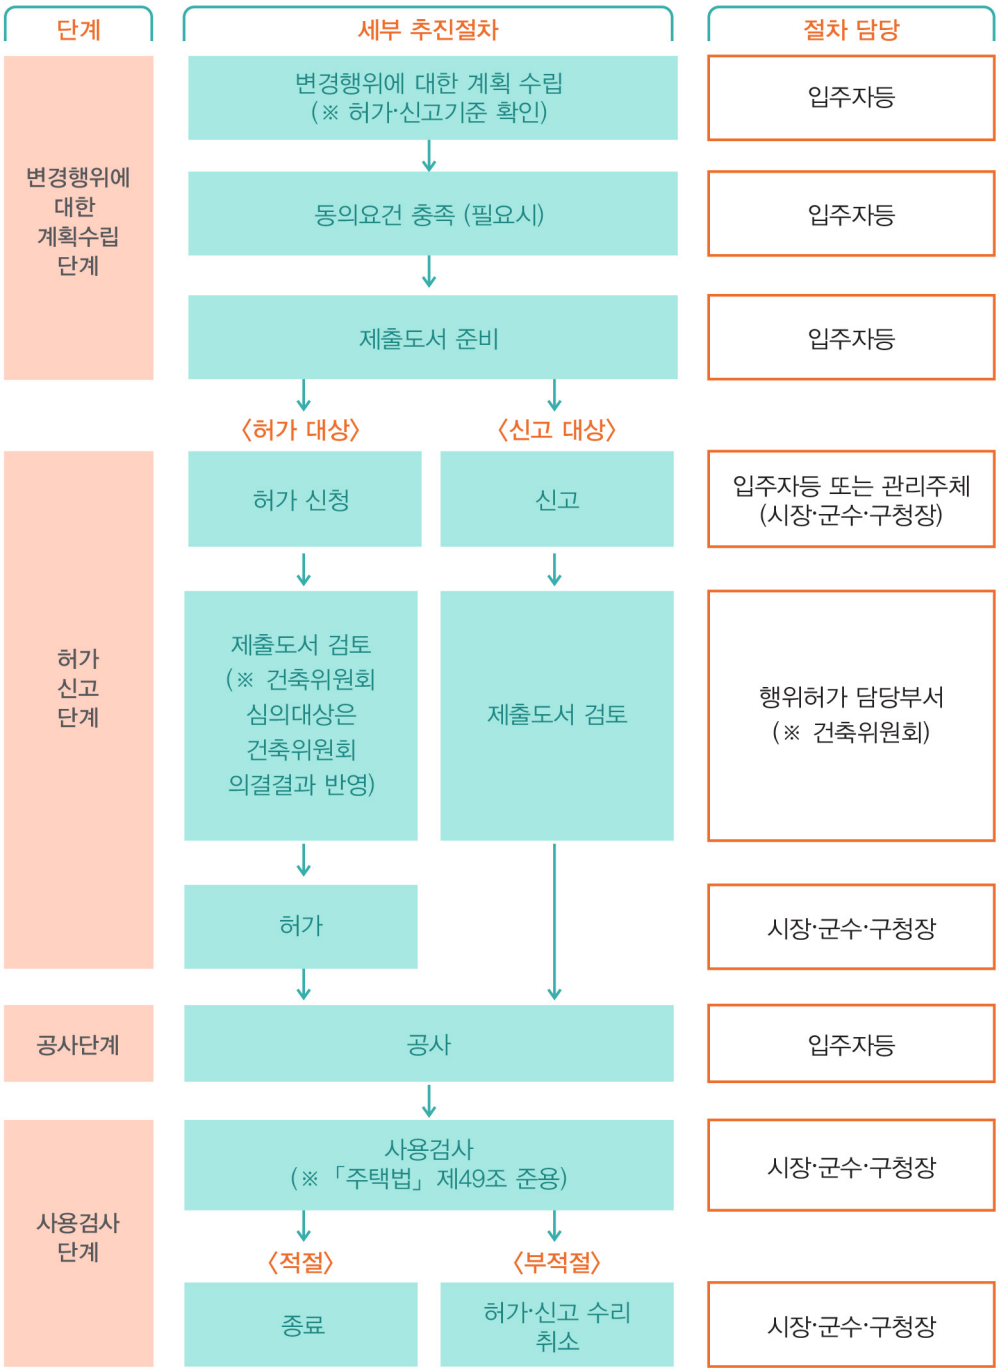 단계
세부 추진절차
절차 담당
변경행위에
대한
계획수립
단계
변경행위에 대한 계획 수립
(※ 허가·신고기준 확인)
입주자등
동의요건 충족 (필요시)
입주자등
제출도서 준비
입주자등
〈허가 대상〉
〈신고 대상〉
허가
신고
단계
허가 신청
신고
입주자등 또는 관리주체
(시장·군수·구청장)
제출도서 검토
(※ 건축위원회
심의대상은
건축위원회
의결결과 반영)
제출도서 검토
행위허가 담당부서
(※ 건축위원회)
허가
시장·군수·구청장
공사단계
공사
입주자등
사용검사
단계
사용검사
(※「주택법」제49조 준용)
시장·군수·구청장
〈적절〉
〈부적절〉
종료
허가·신고 수리
취소
시장·군수·구청장